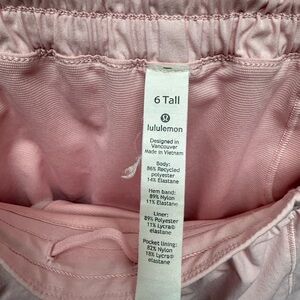 6 Tall
lululemon
Designed in
Vancouver
Made in Vietnam
Body:
86% Recycled
polyester
14% Elastane
Hem band:
89% Nylon
11% Elastane
Liner:
89% Polyester
11% Lycra®
elastane
Pocket lining:
82% Nylon
18% Lycra®
elastane